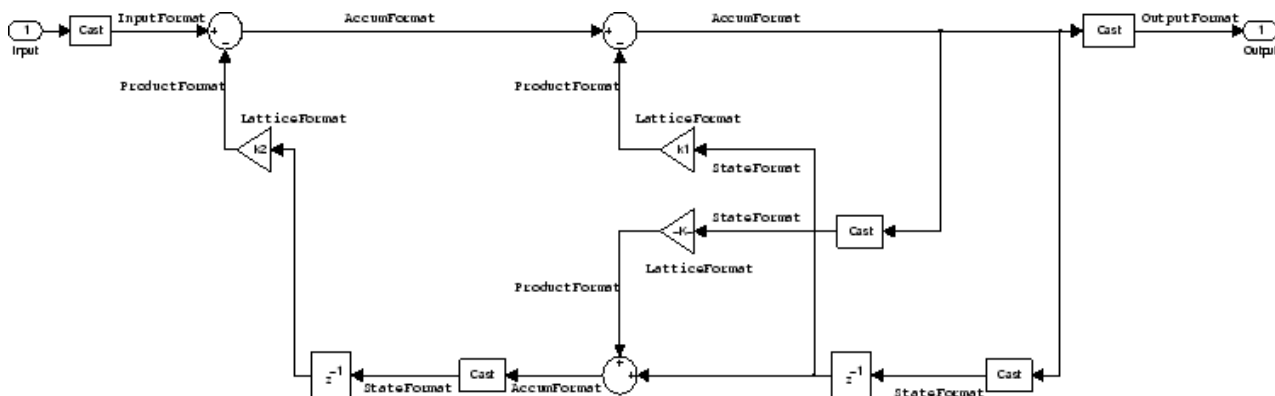 InputFormat
AccumFormat
AccumFormat
OutputFormat
1
Cast
+
-
+
-
Cast
1
Input
Output
ProductFormat
ProductFormat
LatticeFormat
LatticeFormat
k2
k1
StateFormat
StateFormat
-K-
Cast
LatticeFormat
ProductFormat
+
+
z-1
Cast
z-1
Cast
StateFormat
AccumFormat
StateFormat